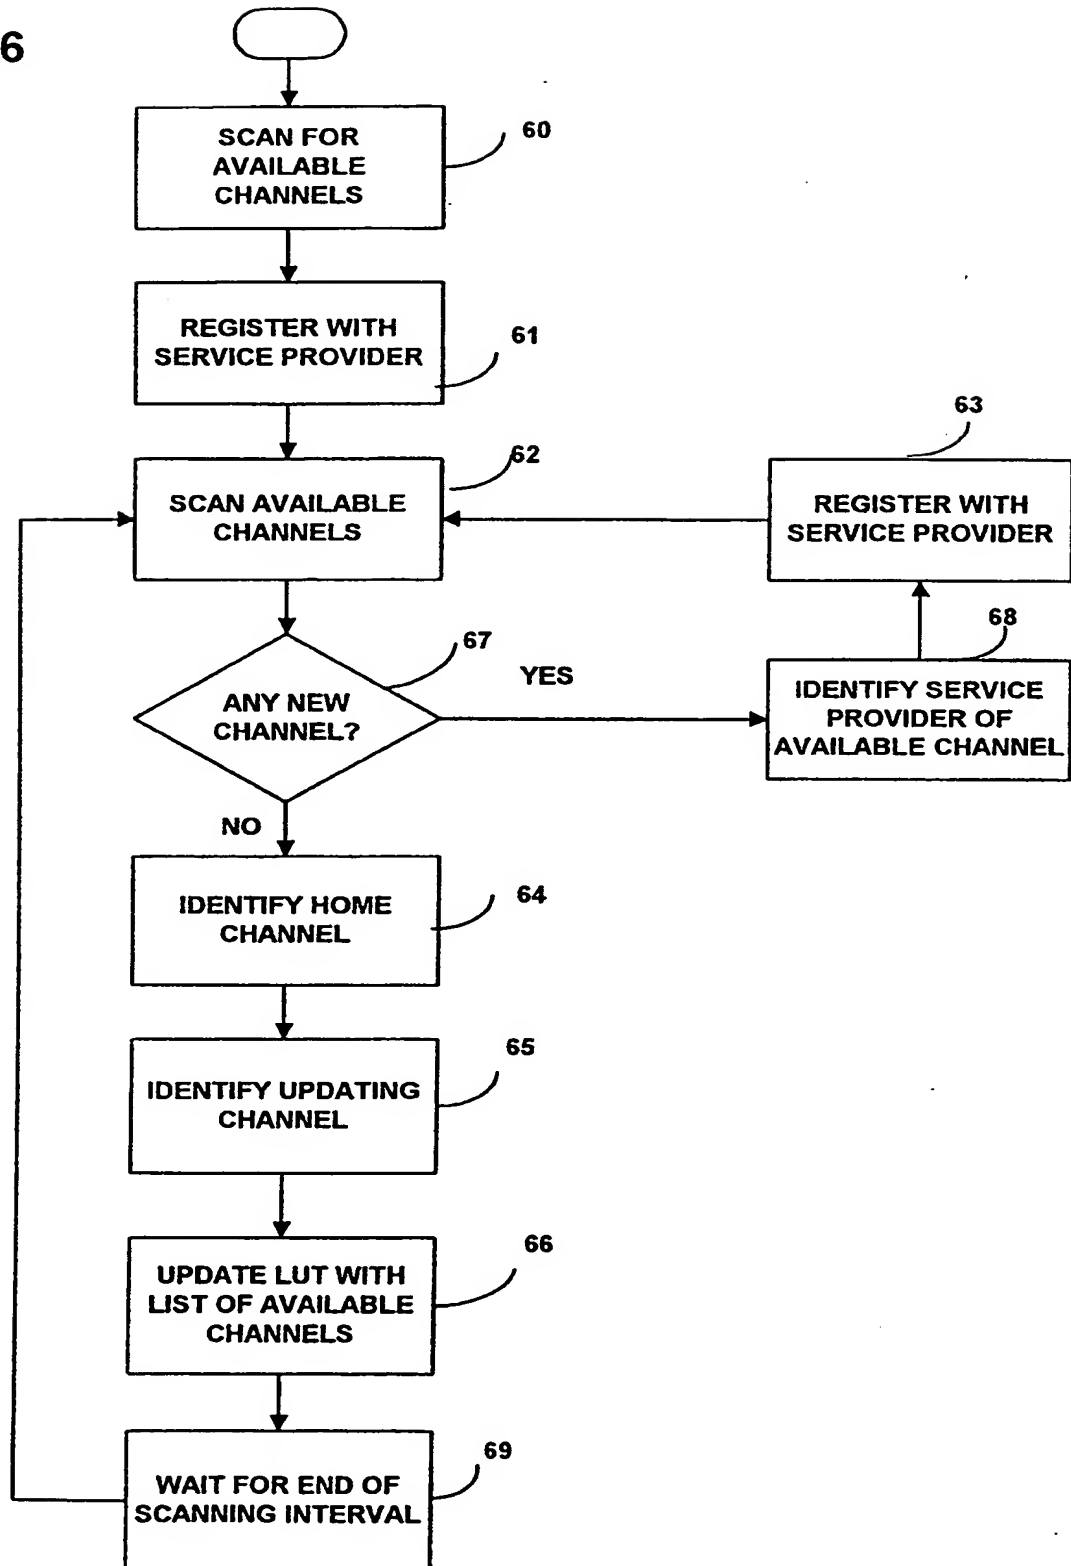 6
SCAN FOR
AVAILABLE
CHANNELS
60
REGISTER WITH
SERVICE PROVIDER
61
SCAN AVAILABLE
CHANNELS
62
63
REGISTER WITH
SERVICE PROVIDER
ANY NEW
CHANNEL?
67
YES
68
IDENTIFY SERVICE
PROVIDER OF
AVAILABLE CHANNEL
NO
IDENTIFY HOME
CHANNEL
64
IDENTIFY UPDATING
CHANNEL
65
UPDATE LUT WITH
LIST OF AVAILABLE
CHANNELS
66
WAIT FOR END OF
SCANNING INTERVAL
69